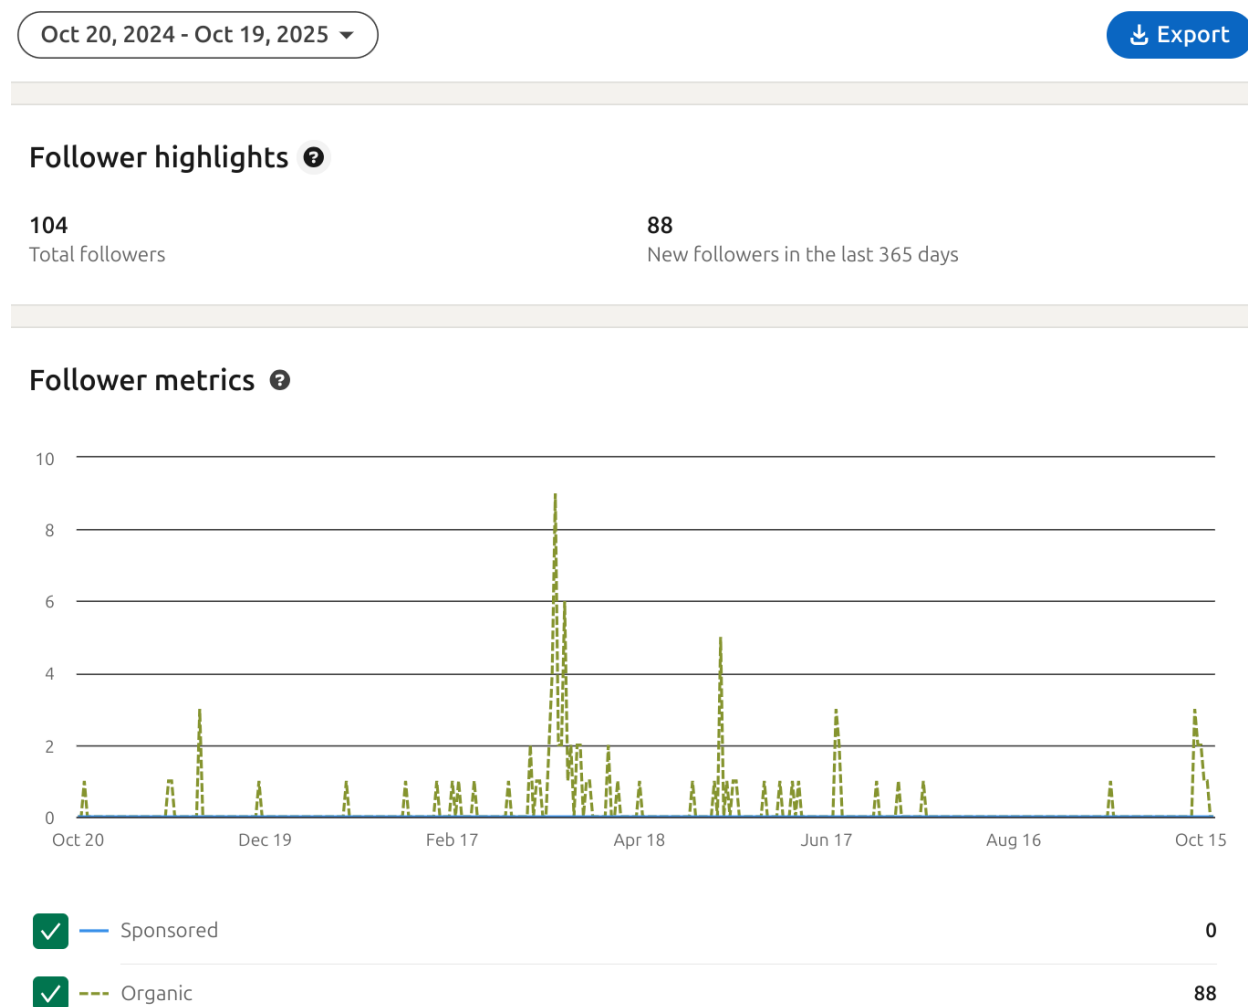 Oct 20, 2024 - Oct 19, 2025
Export
Follower highlights
104
Total followers
88
New followers in the last 365 days
Follower metrics
10
8
6
4
2
0
Oct 20 Dec 19 Feb 17 Apr 18 Jun 17 Aug 16 Oct 15
Sponsored 0
Organic 88